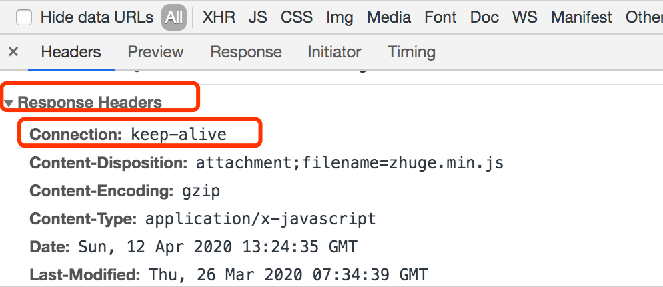 Hide data URLs All XHR JS CSS Img Media Font Doc WS Manifest Othe
× Headers Preview Response Initiator Timing
▼ Response Headers
Connection: keep-alive
Content-Disposition: attachment;filename=zhuge.min.js
Content-Encoding: gzip
Content-Type: application/x-javascript
Date: Sun, 12 Apr 2020 13:24:35 GMT
Last-Modified: Thu, 26 Mar 2020 07:34:39 GMT